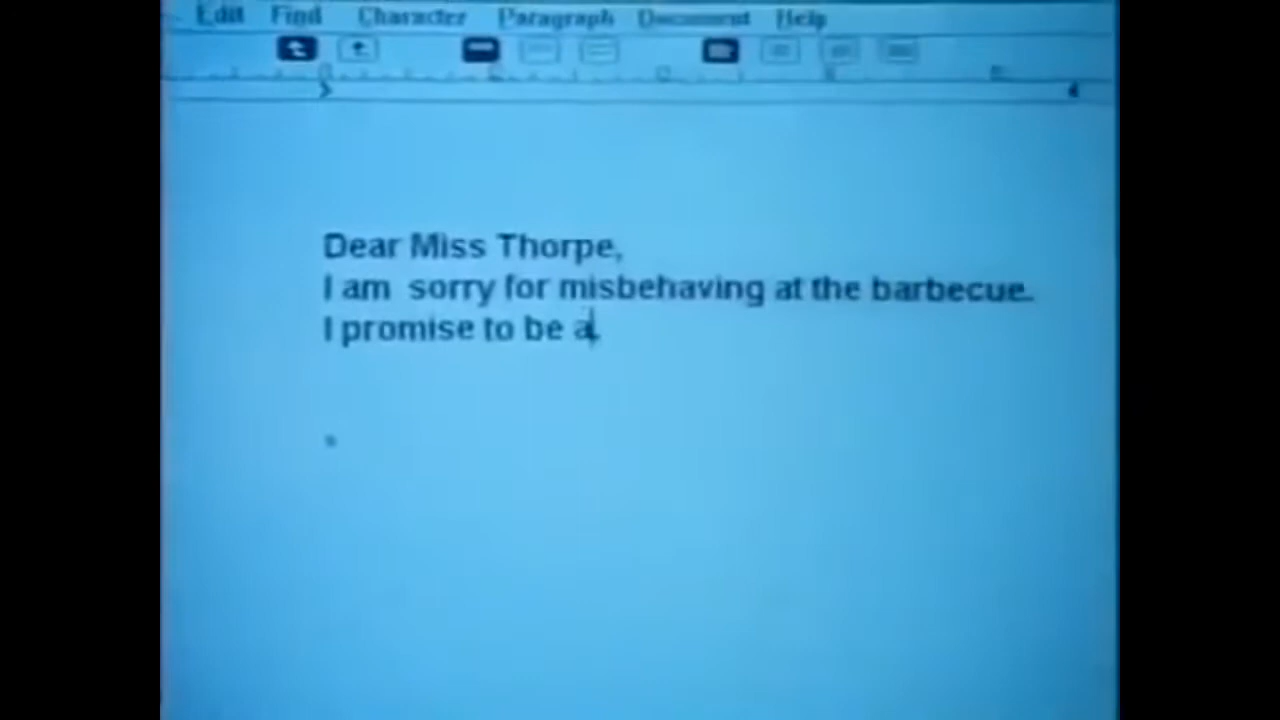 Edit Find Character Paragraph Document Help
Dear Miss Thorpe,
I am  sorry for misbehaving at the barbecue.
I promise to be a